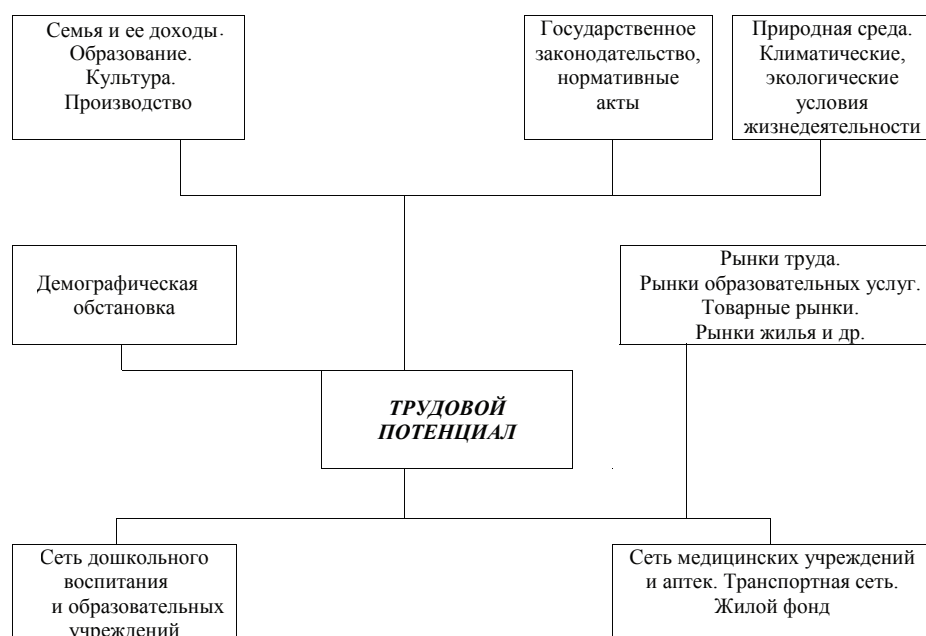 Семья и ее доходы.
Образование.
Культура.
Производство
Государственное
законодательство,
нормативные
акты
Природная среда.
Климатические,
экологические
условия
жизнедеятельности
Демографическая
обстановка
Рынки труда.
Рынки образовательных услуг.
Товарные рынки.
Рынки жилья и др.
ТРУДОВОЙ
ПОТЕНЦИАЛ
Сеть дошкольного
воспитания
и образовательных
учреждений
Сеть медицинских учреждений
и аптек. Транспортная сеть.
Жилой фонд